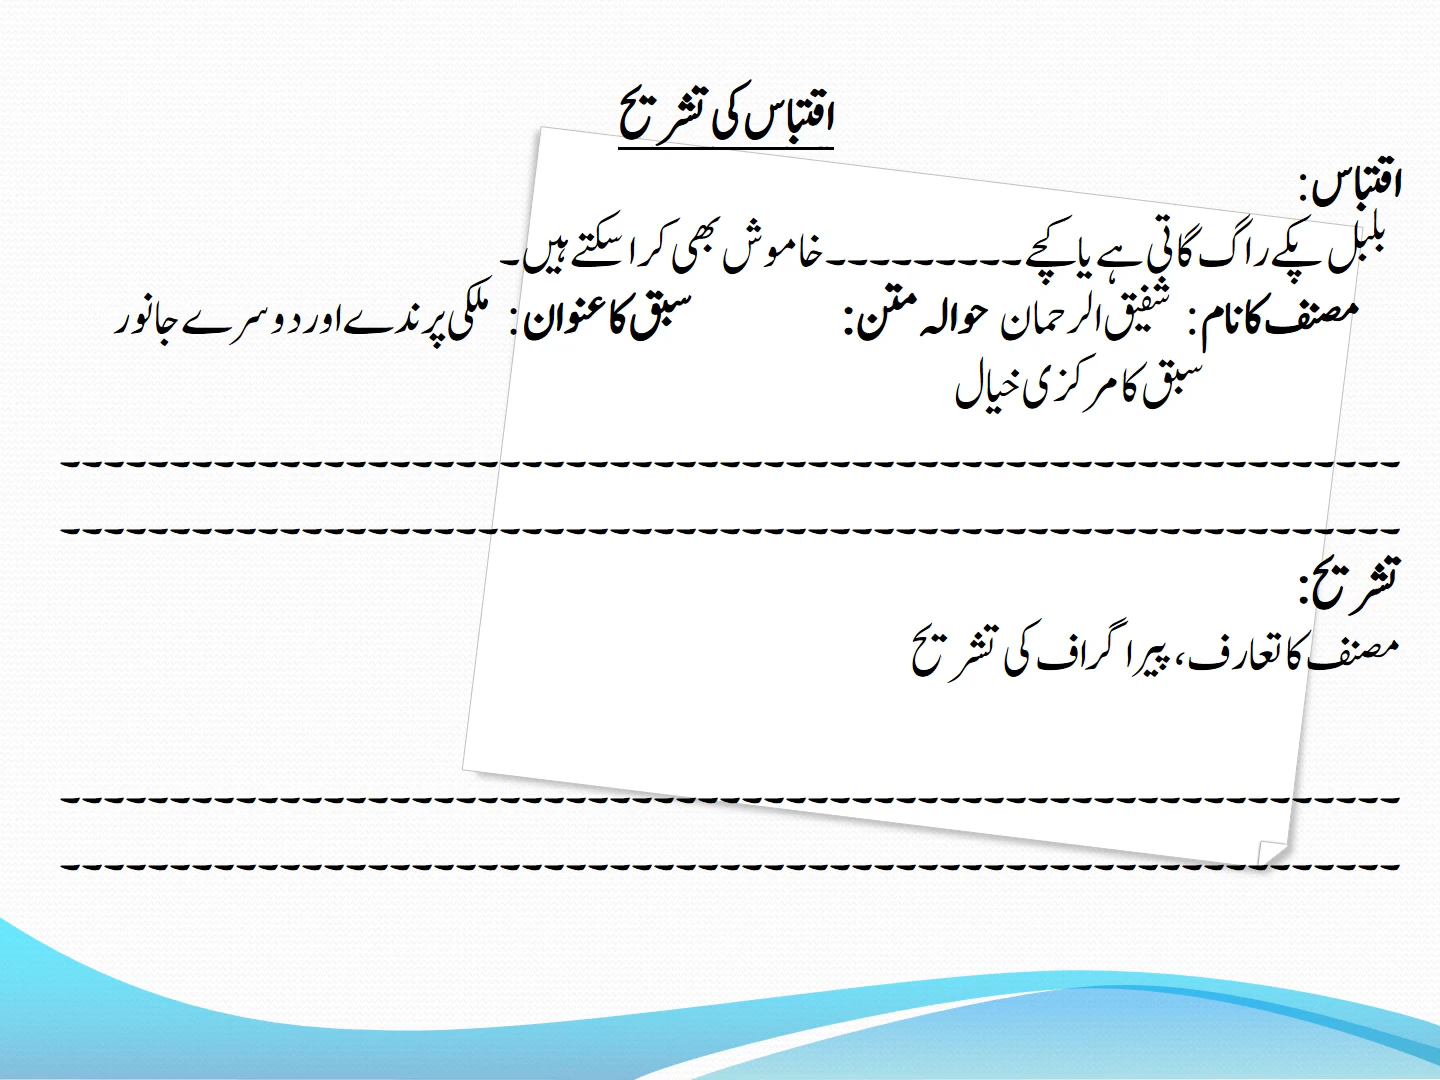 اقتباس کی تشریح
اقتباس:
بلبل پکے راگ گاتی ہے یا کچے۔۔۔۔۔۔۔۔۔خاموش بھی کرا سکتے ہیں۔
مصنف کا نام: شفیق الرحمان حوالہ متن: سبق کا عنوان: ملکی پرندے اور دوسرے جانور
سبق کا مرکزی خیال
۔۔۔۔۔۔۔۔۔۔۔۔۔۔۔۔۔۔۔۔۔۔۔۔۔۔۔۔۔۔۔۔۔۔۔۔۔۔۔۔۔۔۔۔۔۔۔۔۔۔۔۔۔۔۔۔۔۔۔۔۔
۔۔۔۔۔۔۔۔۔۔۔۔۔۔۔۔۔۔۔۔۔۔۔۔۔۔۔۔۔۔۔۔۔۔۔۔۔۔۔۔۔۔۔۔۔۔۔۔۔۔۔۔۔۔۔۔۔۔۔۔۔
تشریح:
مصنف کا تعارف، پیرا گراف کی تشریح
۔۔۔۔۔۔۔۔۔۔۔۔۔۔۔۔۔۔۔۔۔۔۔۔۔۔۔۔۔۔۔۔۔۔۔۔۔۔۔۔۔۔۔۔۔۔۔۔۔۔۔۔۔۔۔۔۔۔۔۔۔
۔۔۔۔۔۔۔۔۔۔۔۔۔۔۔۔۔۔۔۔۔۔۔۔۔۔۔۔۔۔۔۔۔۔۔۔۔۔۔۔۔۔۔۔۔۔۔۔۔۔۔۔۔۔۔۔۔۔۔۔۔